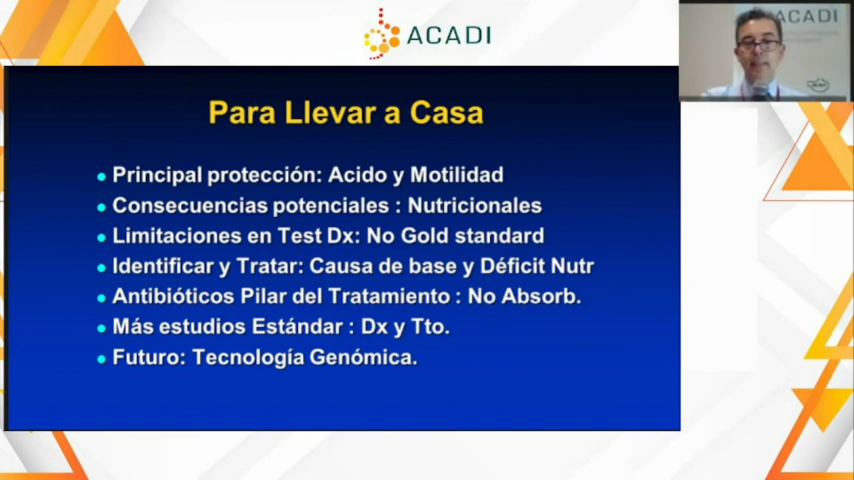 ACADI
ACADI
Para Llevar a Casa
Principal protección: Acido y Motilidad
Consecuencias potenciales : Nutricionales
Limitaciones en Test Dx: No Gold standard
Identificar y Tratar: Causa de base y Déficit Nutr
Antibióticos Pilar del Tratamiento : No Absorb.
Más estudios Estándar : Dx y Tto.
Futuro: Tecnología Genómica.